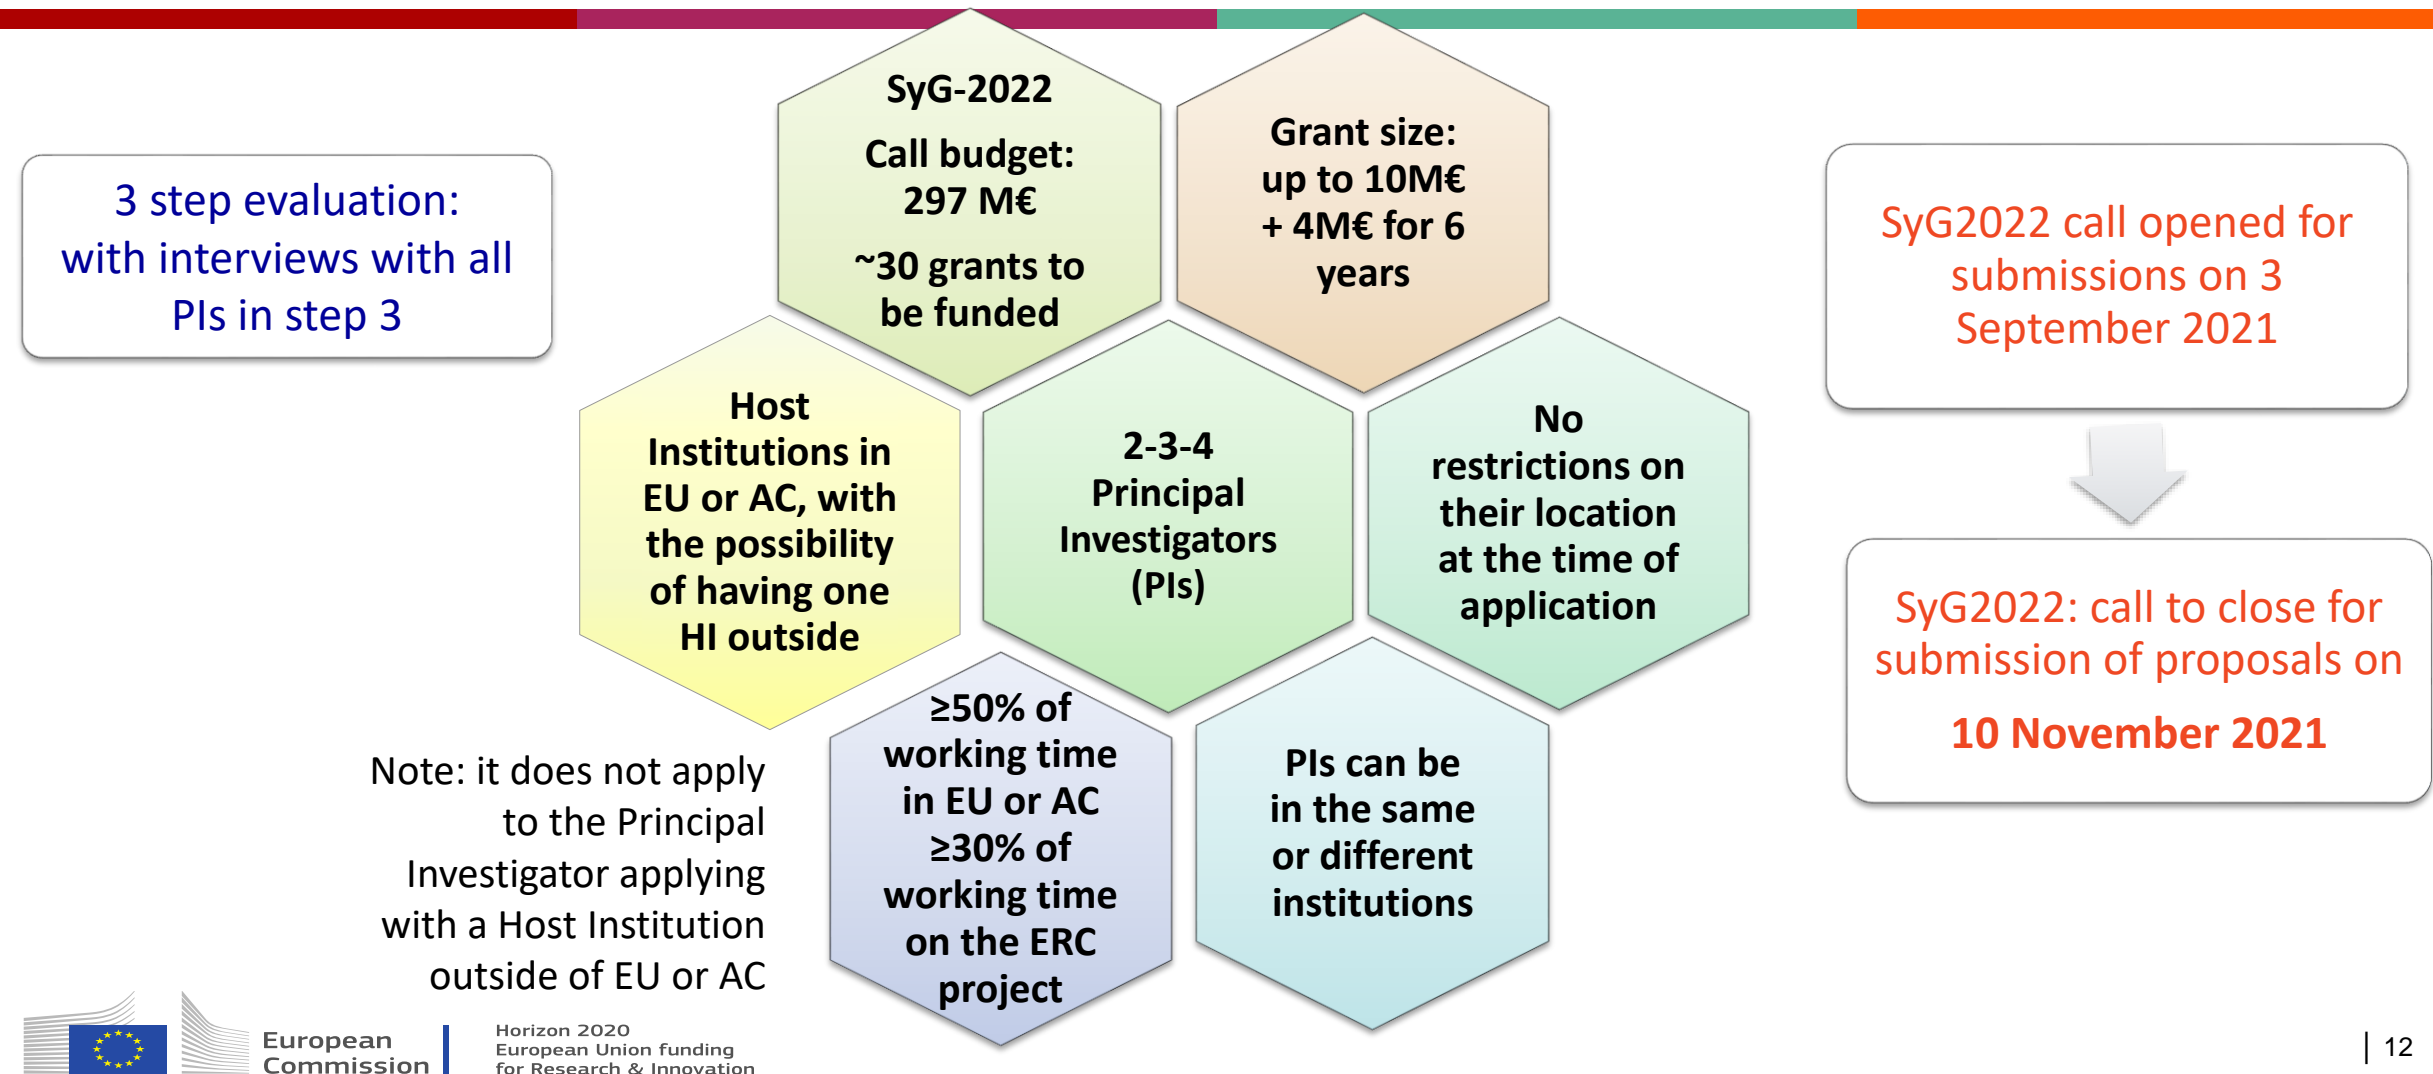 3 step evaluation:
with interviews with all
PIs in step 3
SyG-2022
Call budget:
297 M€
~30 grants to
be funded
Grant size:
up to 10M€
+ 4M€ for 6
years
Host
Institutions in
EU or AC, with
the possibility
of having one
HI outside
2-3-4
Principal
Investigators
(PIs)
No
restrictions on
their location
at the time of
application
≥50% of
working time
in EU or AC
≥30% of
working time
on the ERC
project
PIs can be
in the same
or different
institutions
Note: it does not apply
to the Principal
Investigator applying
with a Host Institution
outside of EU or AC
SyG2022 call opened for
submissions on 3
September 2021
SyG2022: call to close for
submission of proposals on
10 November 2021
European
Commission
Horizon 2020
European Union funding
for Research & Innovation
| 12